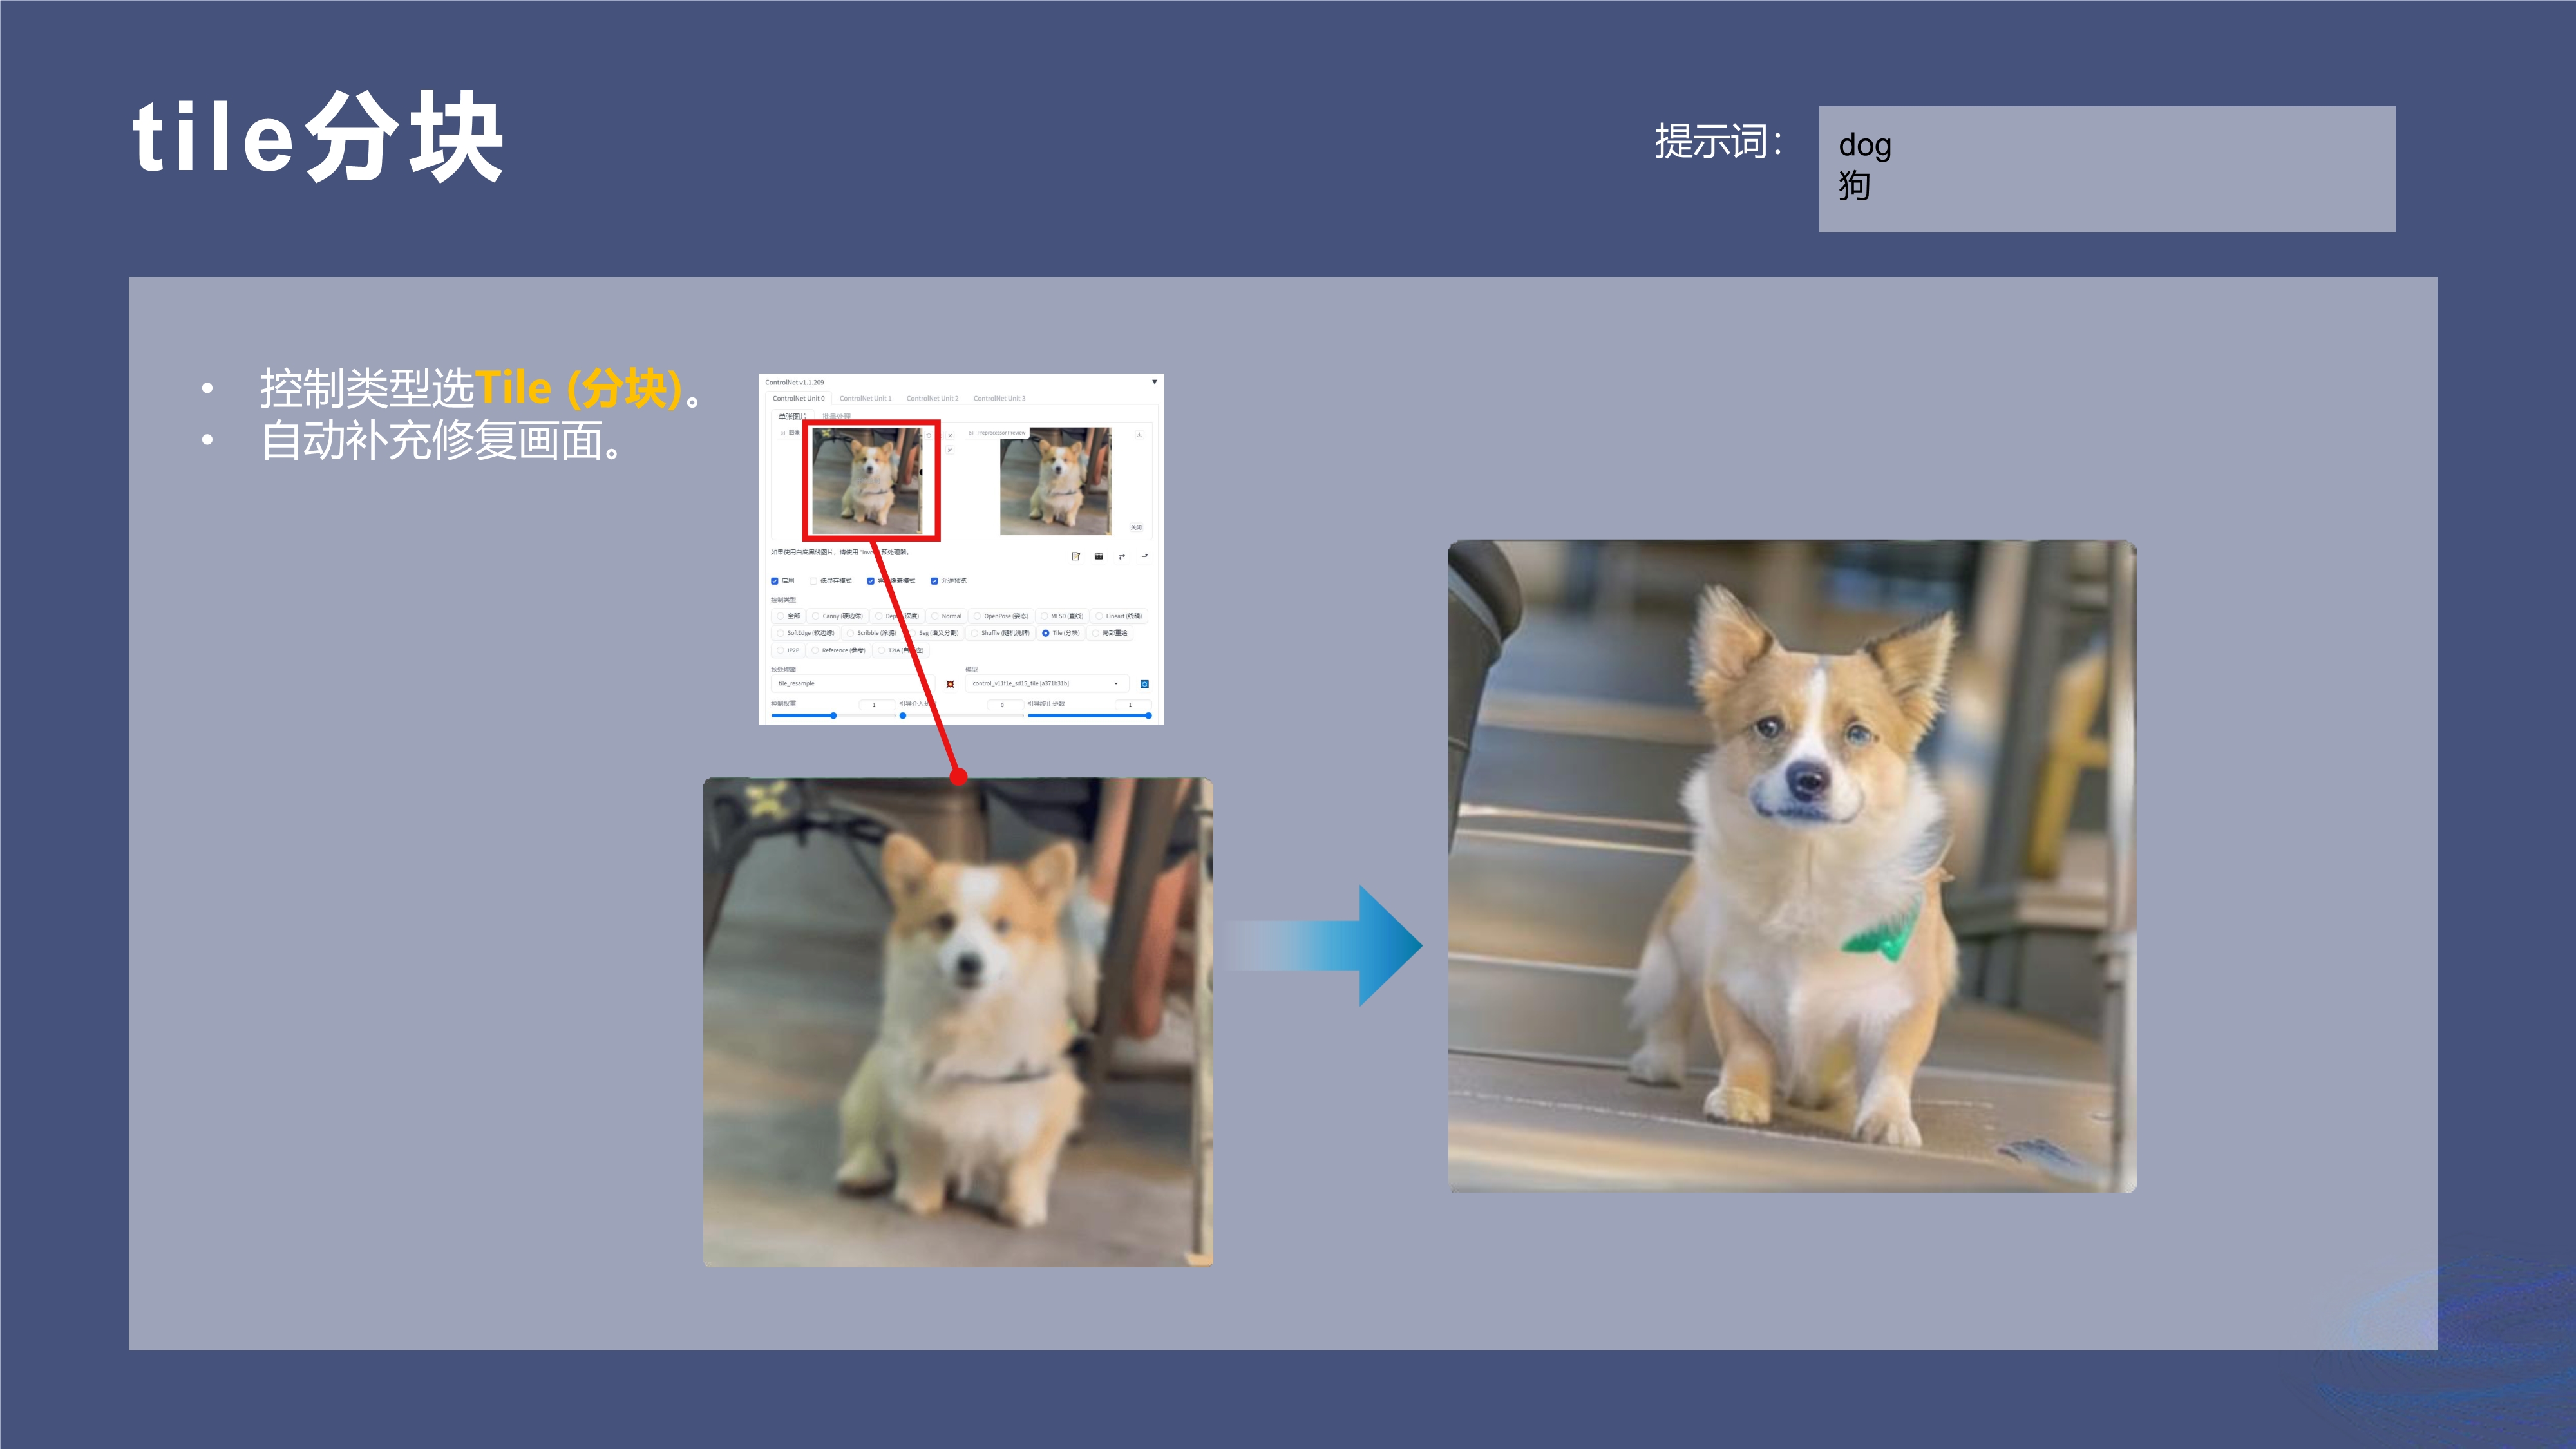 tile分块
提示词：
dog
狗
• 控制类型选Tile (分块)。
• 自动补充修复画面。
ControlNet v1.1.209
ControlNet Unit 0 ControlNet Unit 1 ControlNet Unit 2 ControlNet Unit 3
单张图片 批量处理
图像 Preprocessor Preview
关闭
如果使用白底黑线图片，请使用 "inve 预处理器。
启用 低显存模式 完 像素模式 允许预览
控制类型
全部 Canny (硬边缘) Dep (深度) Normal OpenPose (姿态) MLSD (直线) Lineart (线稿)
SoftEdge (软边缘) Scribble (涂鸦) Seg (语义分割) Shuffle (随机洗牌) Tile (分块) 局部重绘
IP2P Reference (参考) T2IA
预处理器 模型
tile_resample control_v11f1e_sd15_tile [a371b31b]
控制权重 1 引导介入步 0 引导终止步数 1